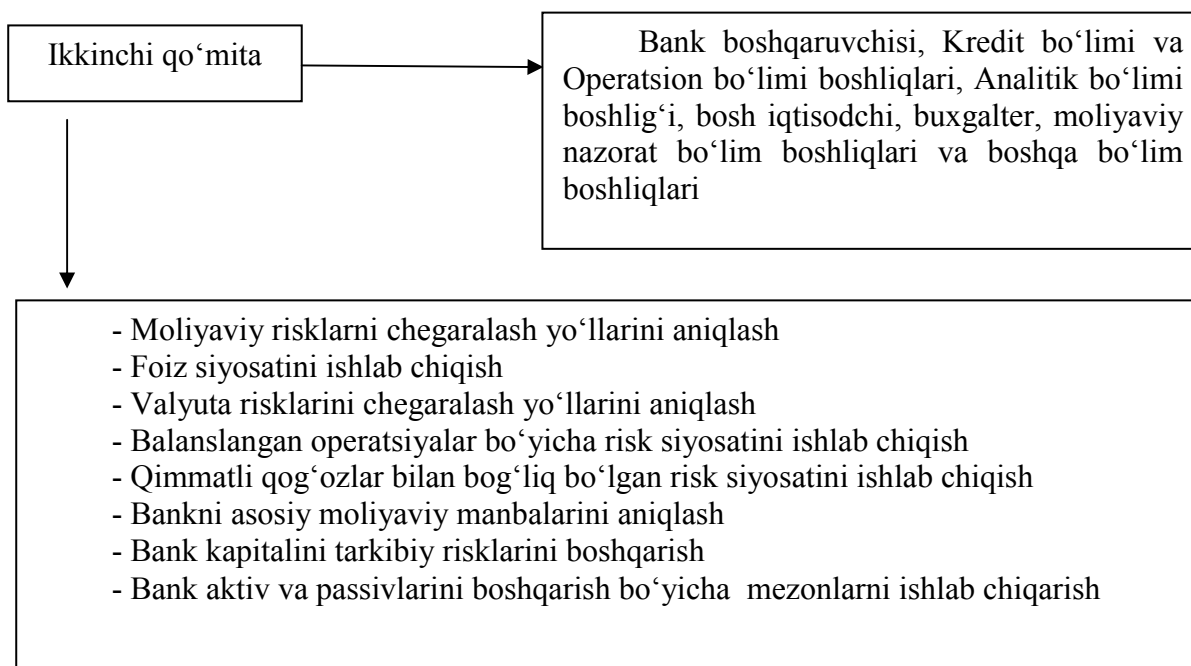 Ikkinchi qo‘mita
Bank boshqaruvchisi, Kredit bo‘limi va
Operatsion bo‘limi boshliqlari, Analitik bo‘limi
boshlig‘i, bosh iqtisodchi, buxgalter, moliyaviy
nazorat bo‘lim boshliqlari va boshqa bo‘lim
boshliqlari
- Moliyaviy risklarni chegaralash yo‘llarini aniqlash
- Foiz siyosatini ishlab chiqish
- Valyuta risklarini chegaralash yo‘llarini aniqlash
- Balanslangan operatsiyalar bo‘yicha risk siyosatini ishlab chiqish
- Qimmatli qog‘ozlar bilan bog‘liq bo‘lgan risk siyosatini ishlab chiqish
- Bankni asosiy moliyaviy manbalarini aniqlash
- Bank kapitalini tarkibiy risklarini boshqarish
- Bank aktiv va passivlarini boshqarish bo‘yicha  mezonlarni ishlab chiqarish